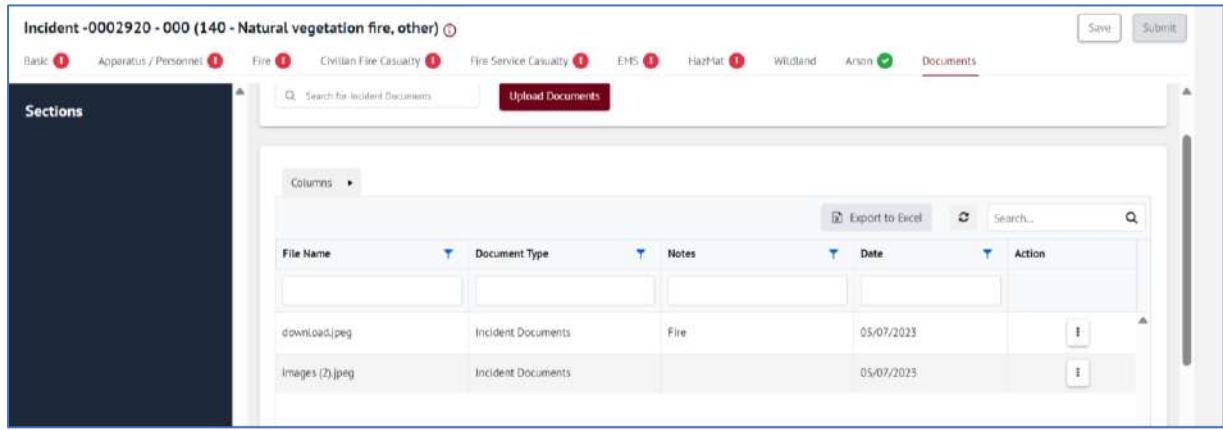 Incident -0002920 - 000 (140 - Natural vegetation fire, other)
Save Submit
Basic Apparatus / Personnel Fire Civilian Fire Casualty Fire Service Casualty EMS HazMat Wildland Arson Documents
Sections
Search for Incident Documents Upload Documents
Columns
Export to Excel Search...
File Name Document Type Notes Date Action
download.jpeg Incident Documents Fire 05/07/2023
images (2).jpeg Incident Documents 05/07/2023